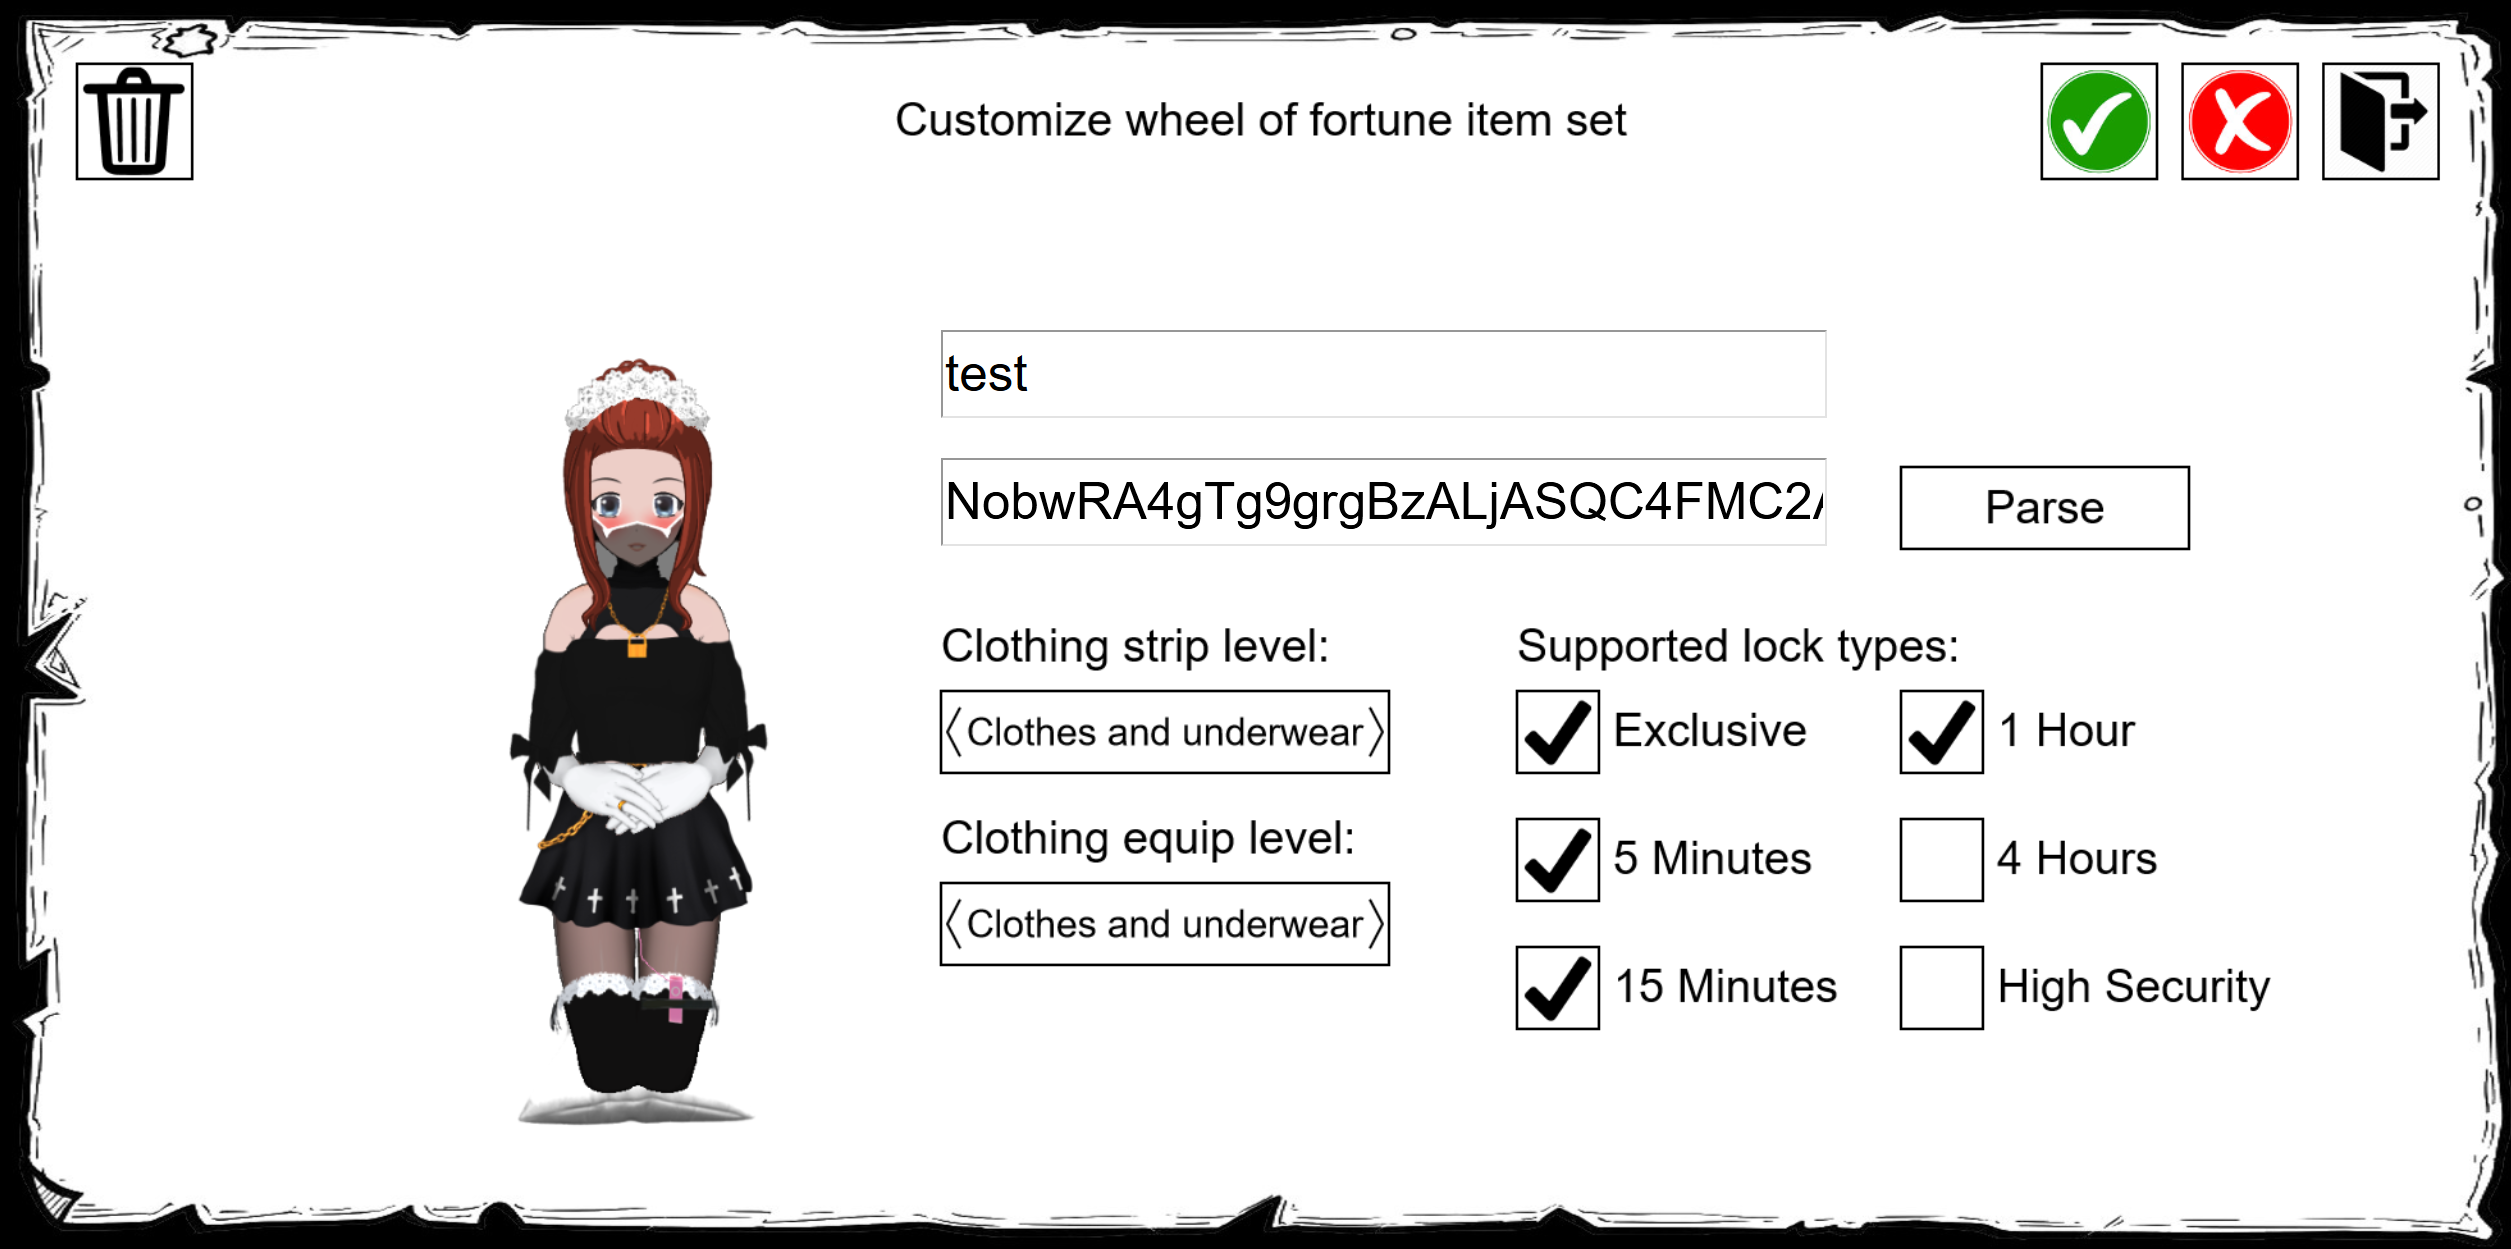 Customize wheel of fortune item set
test
NobwRA4gTg9grgBzALjASQC4FMC2
Parse
Clothing strip level:
Supported lock types:
Clothes and underwear
Exclusive
1 Hour
Clothing equip level:
5 Minutes
4 Hours
Clothes and underwear
15 Minutes
High Security